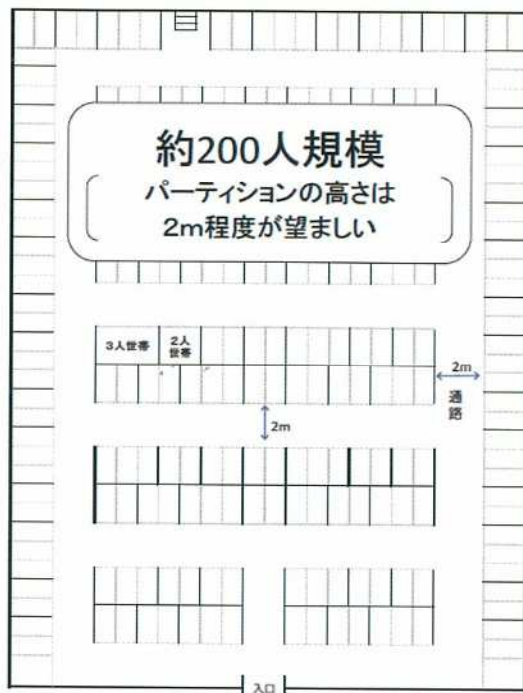 約200人規模
パーティションの高さは
2m程度が望ましい
3人世帯
2人
世帯
2m
通路
2m
入口